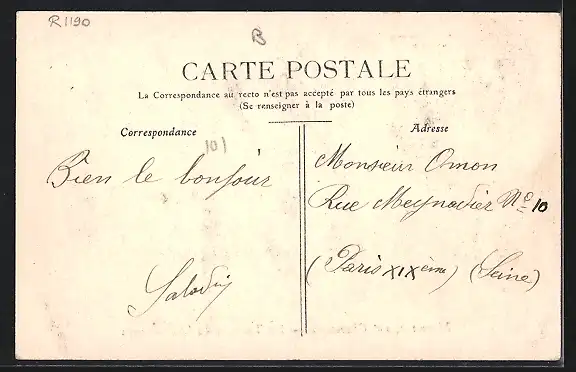 R1190
B
CARTE POSTALE
La Correspondance au recto n'est pas accepté par tous les pays étrangers
(Se renseigner à la poste)
Correspondance
Adresse
101
Bien le bonjour
Monsieur Omon
Rue Meynadier Nº 10
(Paris XIXème) (Seine)